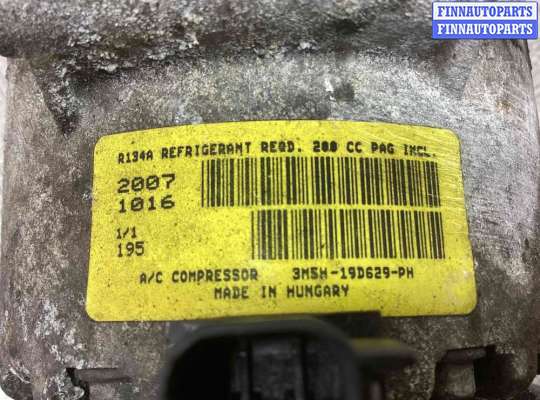 FINNAUTOPARTS
FINNAUTOPARTS
R134A REFRIGERANT REQD. 200 CC PAG INCL.
2007
1016
1/1
195
A/C COMPRESSOR 3M5H-19D629-PH
MADE IN HUNGARY